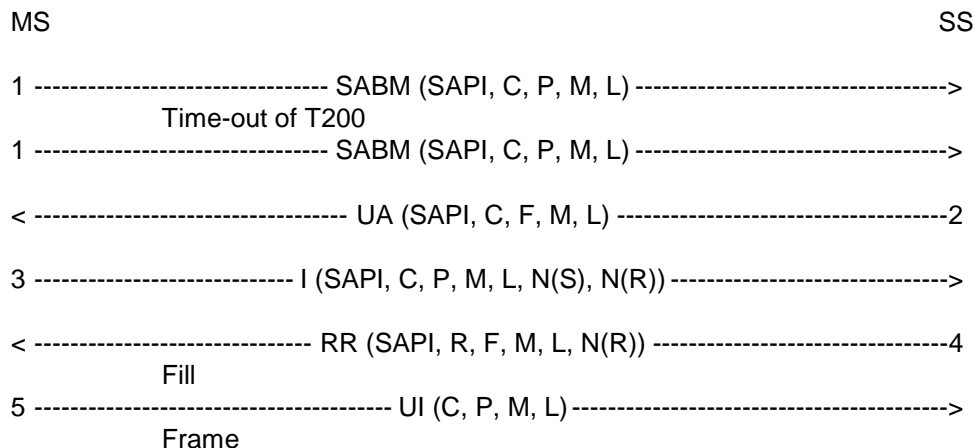 MS SS
1 --------------------------------- SABM (SAPI, C, P, M, L) ----------------------------------->
Time-out of T200
1 --------------------------------- SABM (SAPI, C, P, M, L) ----------------------------------->
< ----------------------------------- UA (SAPI, C, F, M, L) -------------------------------------2
3 ----------------------------- I (SAPI, C, P, M, L, N(S), N(R)) ------------------------------->
< ------------------------------- RR (SAPI, R, F, M, L, N(R)) ---------------------------------4
Fill
5 ---------------------------------------- UI (C, P, M, L) ------------------------------------------>
Frame